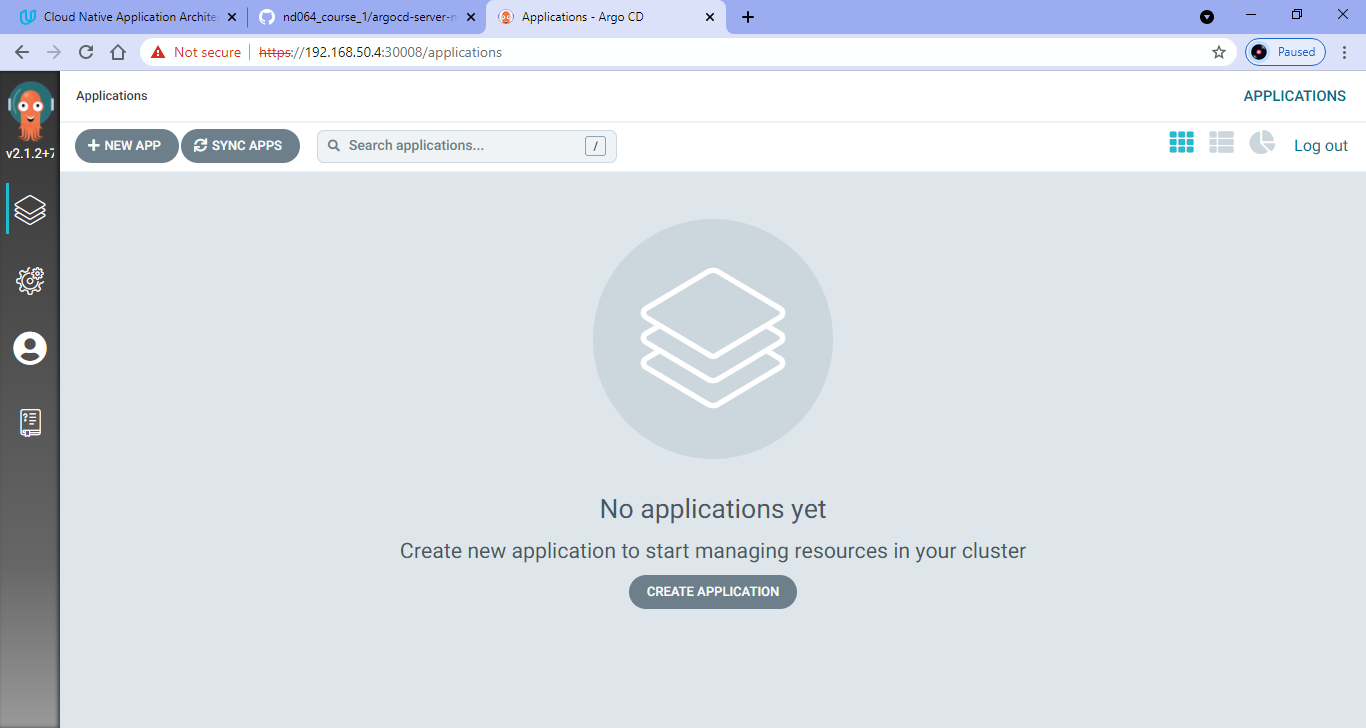 Cloud Native Application Archite
nd064_course_1/argocd-server-n
Applications - Argo CD
Not secure
https://192.168.50.4:30008/applications
Paused
v2.1.2+7
Applications
APPLICATIONS
NEW APP
SYNC APPS
Search applications...
/
Log out
No applications yet
Create new application to start managing resources in your cluster
CREATE APPLICATION